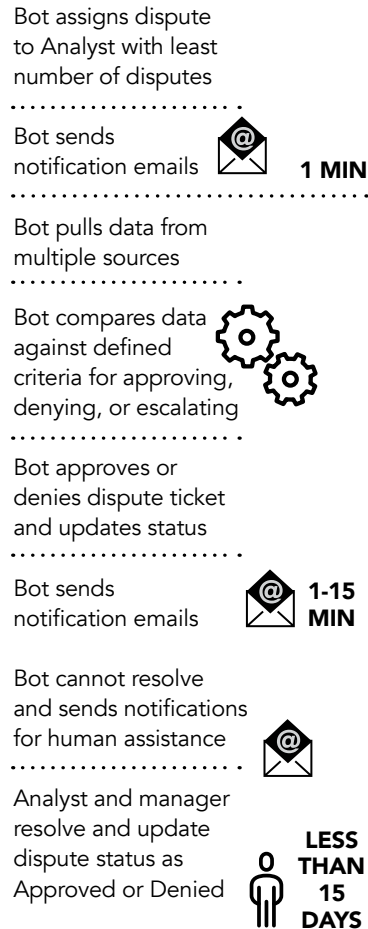 Bot assigns dispute
to Analyst with least
number of disputes
Bot sends
notification emails
@
1 MIN
Bot pulls data from
multiple sources
Bot compares data
against defined
criteria for approving,
denying, or escalating
Bot approves or
denies dispute ticket
and updates status
Bot sends
notification emails
@
1-15
MIN
Bot cannot resolve
and sends notifications
for human assistance
@
Analyst and manager
resolve and update
dispute status as
Approved or Denied
LESS
THAN
15
DAYS